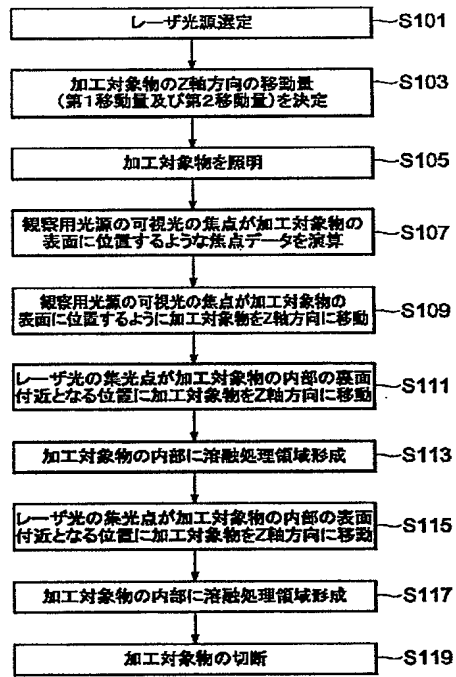 レーザ光源選定
S101
加工対象物のZ軸方向の移動量
(第1移動量及び第2移動量)を決定
S103
加工対象物を照明
S105
観察用光源の可視光の焦点が加工対象物の
表面に位置するような焦点データを演算
S107
観察用光源の可視光の焦点が加工対象物の
表面に位置するように加工対象物をZ軸方向に移動
S109
レーザ光の集光点が加工対象物の内部の裏面
付近となる位置に加工対象物をZ軸方向に移動
S111
加工対象物の内部に溶融処理領域形成
S113
レーザ光の集光点が加工対象物の内部の表面
付近となる位置に加工対象物をZ軸方向に移動
S115
加工対象物の内部に溶融処理領域形成
S117
加工対象物の切断
S119